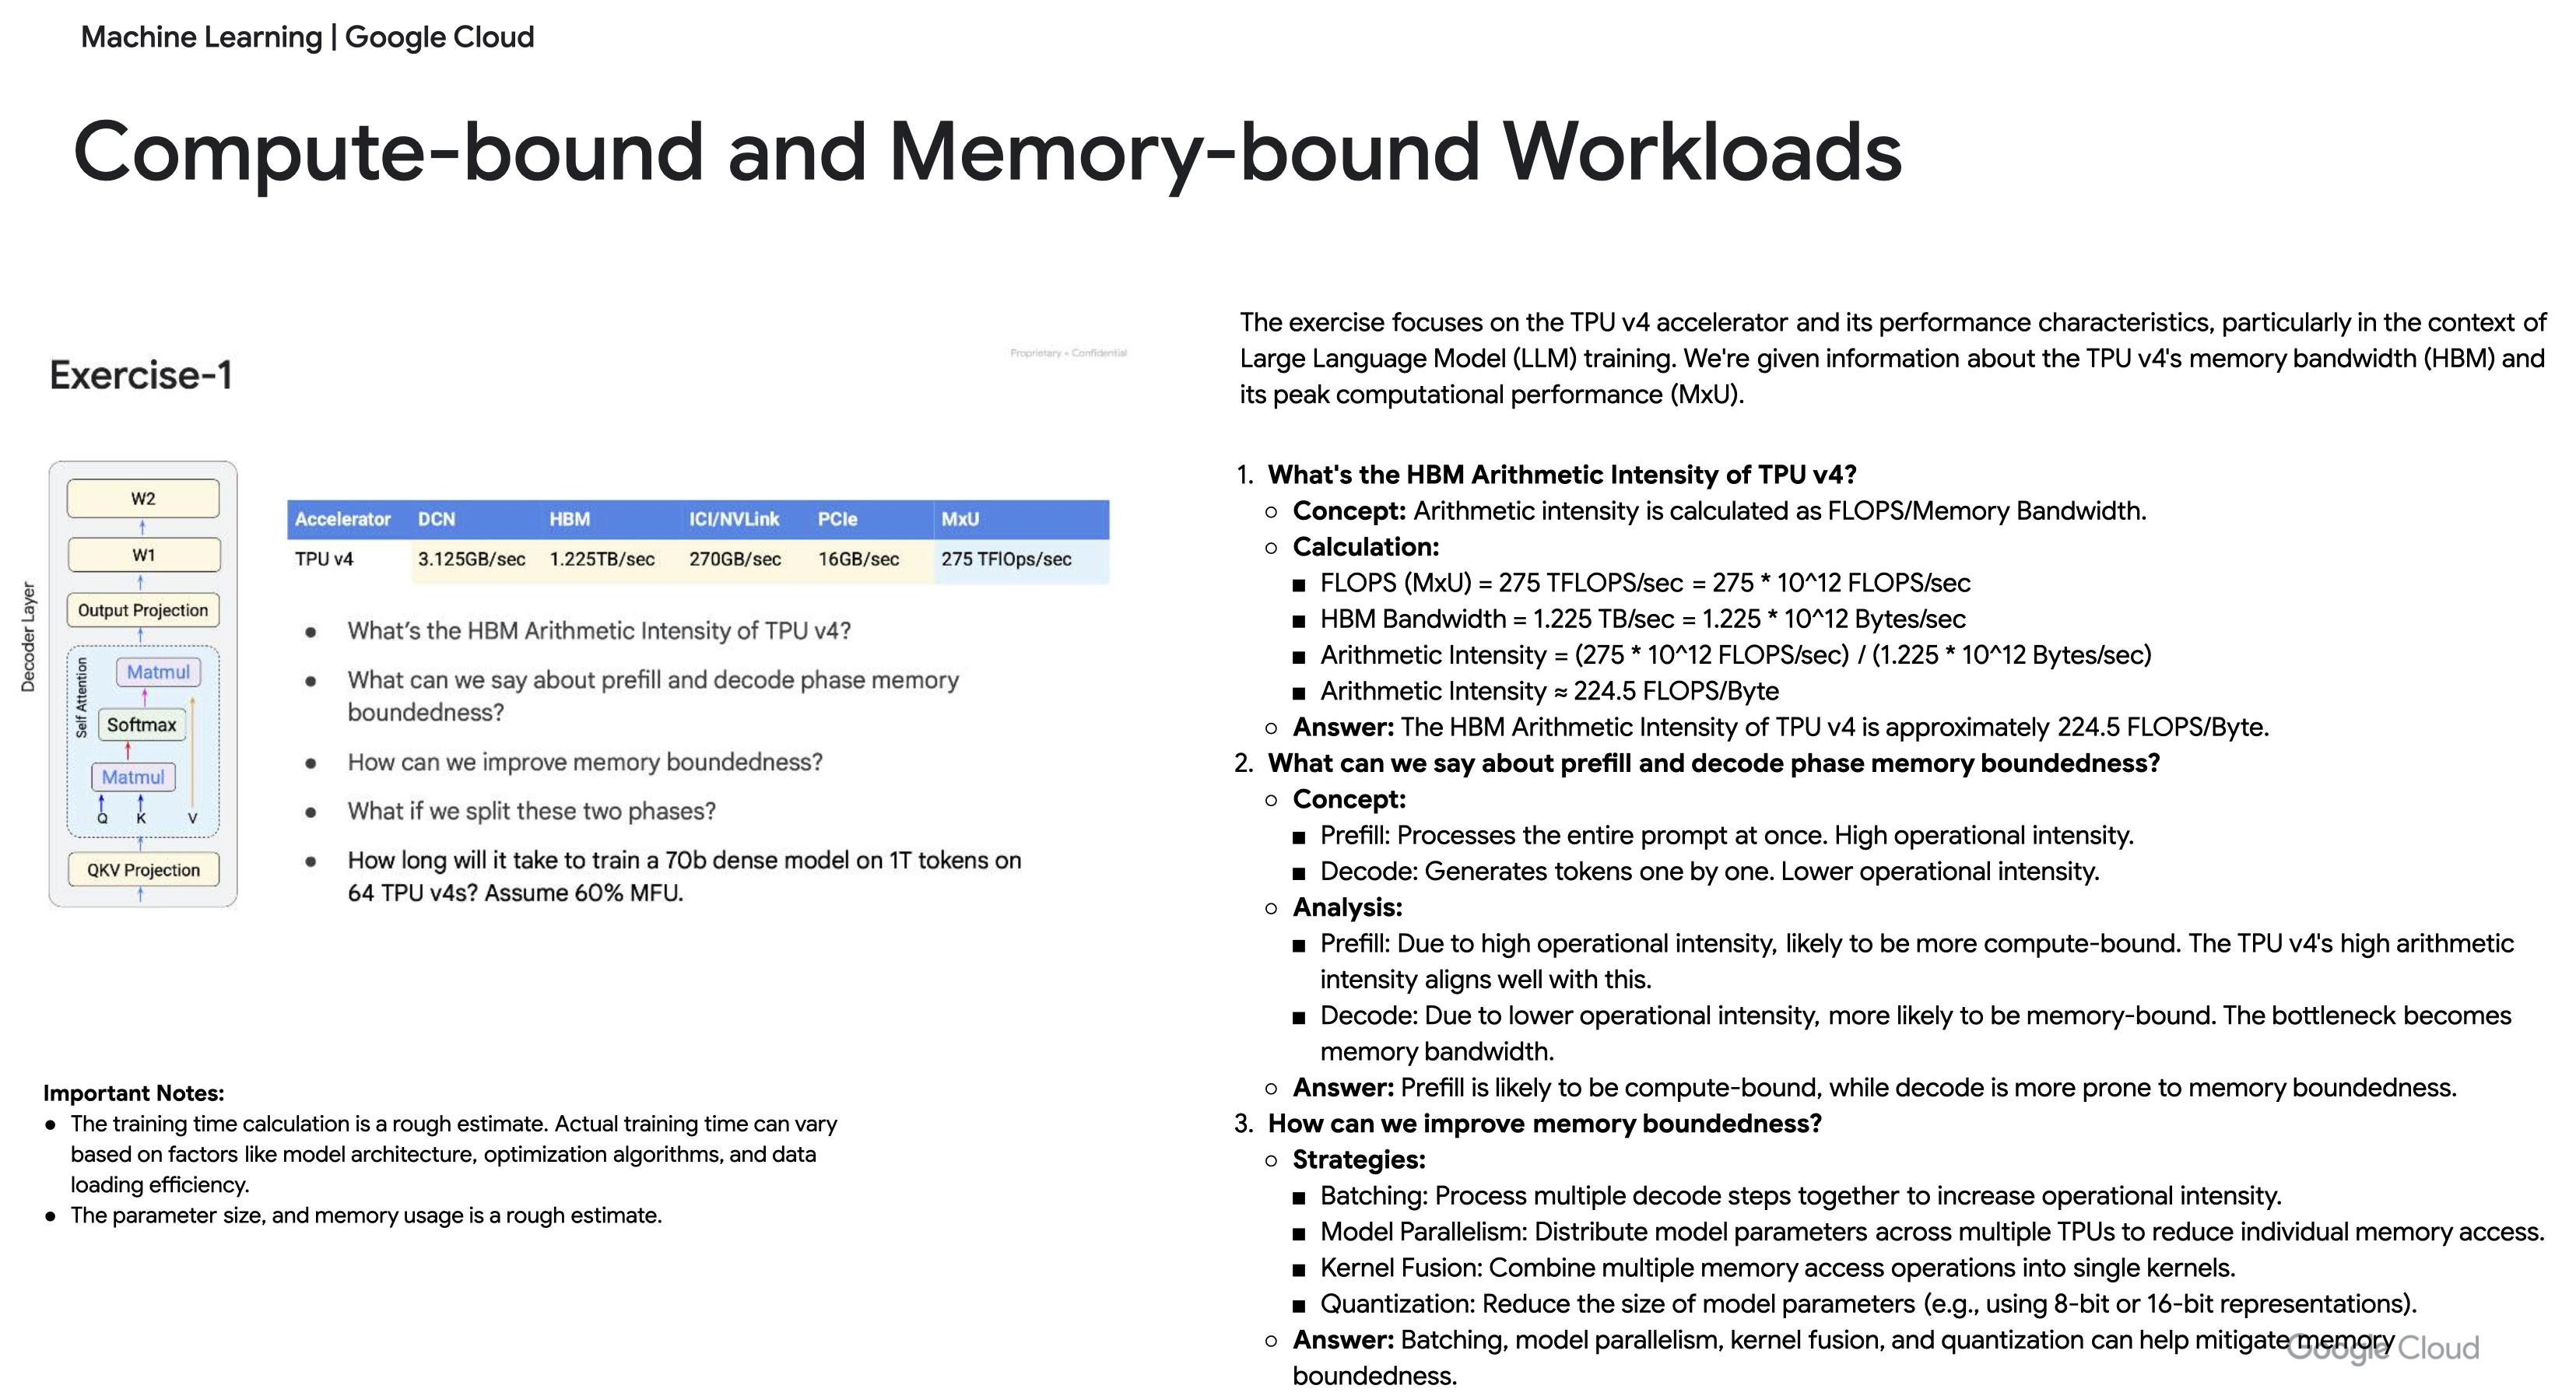 Machine Learning | Google Cloud
Compute-bound and Memory-bound Workloads
Proprietary + Confidential
Exercise-1
Decoder Layer
W2
W1
Output Projection
Self Attention
Matmul
Softmax
Matmul
Q K V
QKV Projection
Accelerator DCN HBM ICI/NVLink PCIe MxU
TPU v4 3.125GB/sec 1.225TB/sec 270GB/sec 16GB/sec 275 TFlOps/sec
● What's the HBM Arithmetic Intensity of TPU v4?
● What can we say about prefill and decode phase memory
boundedness?
● How can we improve memory boundedness?
● What if we split these two phases?
● How long will it take to train a 70b dense model on 1T tokens on
64 TPU v4s? Assume 60% MFU.
Important Notes:
● The training time calculation is a rough estimate. Actual training time can vary
based on factors like model architecture, optimization algorithms, and data
loading efficiency.
● The parameter size, and memory usage is a rough estimate.
The exercise focuses on the TPU v4 accelerator and its performance characteristics, particularly in the context of
Large Language Model (LLM) training. We're given information about the TPU v4's memory bandwidth (HBM) and
its peak computational performance (MxU).
1. What's the HBM Arithmetic Intensity of TPU v4?
○ Concept: Arithmetic intensity is calculated as FLOPS/Memory Bandwidth.
○ Calculation:
■ FLOPS (MxU) = 275 TFLOPS/sec = 275 * 10^12 FLOPS/sec
■ HBM Bandwidth = 1.225 TB/sec = 1.225 * 10^12 Bytes/sec
■ Arithmetic Intensity = (275 * 10^12 FLOPS/sec) / (1.225 * 10^12 Bytes/sec)
■ Arithmetic Intensity ≈ 224.5 FLOPS/Byte
○ Answer: The HBM Arithmetic Intensity of TPU v4 is approximately 224.5 FLOPS/Byte.
2. What can we say about prefill and decode phase memory boundedness?
○ Concept:
■ Prefill: Processes the entire prompt at once. High operational intensity.
■ Decode: Generates tokens one by one. Lower operational intensity.
○ Analysis:
■ Prefill: Due to high operational intensity, likely to be more compute-bound. The TPU v4's high arithmetic
intensity aligns well with this.
■ Decode: Due to lower operational intensity, more likely to be memory-bound. The bottleneck becomes
memory bandwidth.
○ Answer: Prefill is likely to be compute-bound, while decode is more prone to memory boundedness.
3. How can we improve memory boundedness?
○ Strategies:
■ Batching: Process multiple decode steps together to increase operational intensity.
■ Model Parallelism: Distribute model parameters across multiple TPUs to reduce individual memory access.
■ Kernel Fusion: Combine multiple memory access operations into single kernels.
■ Quantization: Reduce the size of model parameters (e.g., using 8-bit or 16-bit representations).
○ Answer: Batching, model parallelism, kernel fusion, and quantization can help mitigate memory
boundedness.
Google Cloud